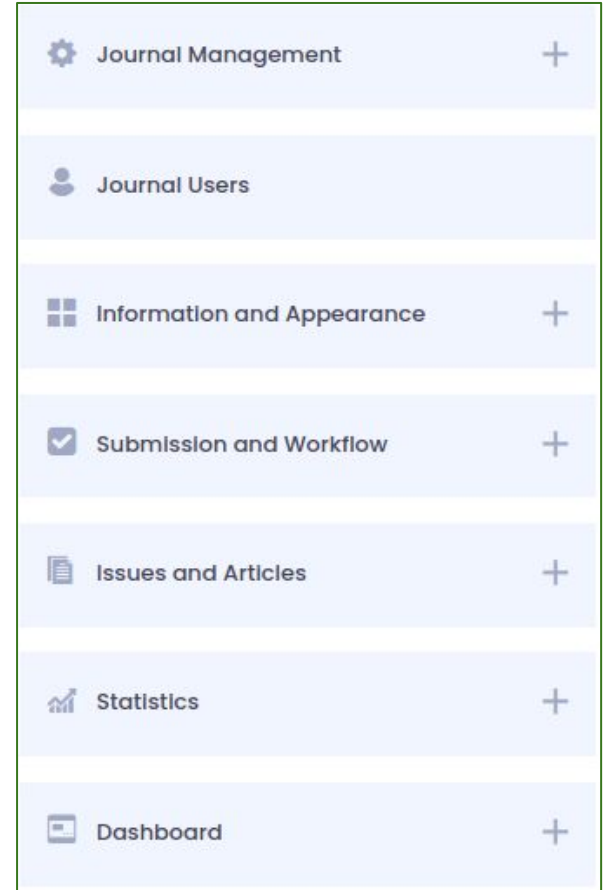 Journal Management
Journal Users
Information and Appearance
Submission and Workflow
Issues and Articles
Statistics
Dashboard